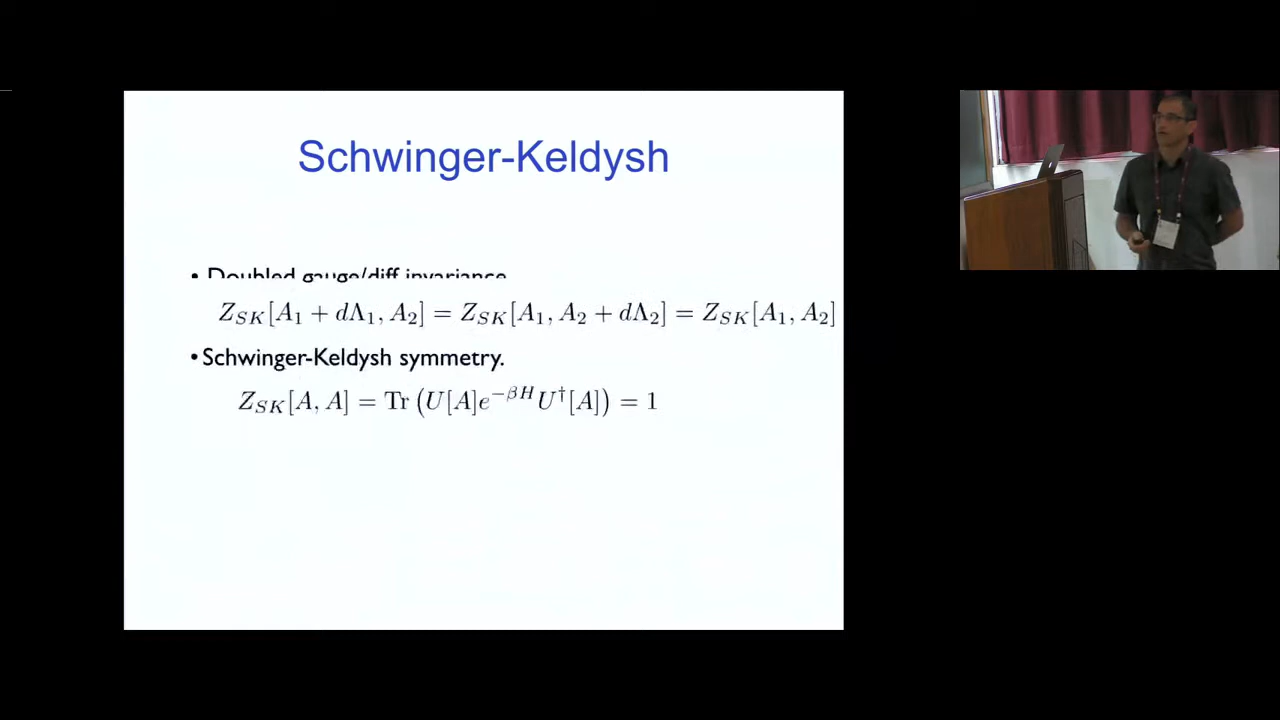 Schwinger-Keldysh
• Doubled gauge/diff invariance
Z_{SK}[A_1 + dΛ_1, A_2] = Z_{SK}[A_1, A_2 + dΛ_2] = Z_{SK}[A_1, A_2]
• Schwinger-Keldysh symmetry.
Z_{SK}[A, A] = Tr (U[A]e^{-βH}U^†[A]) = 1